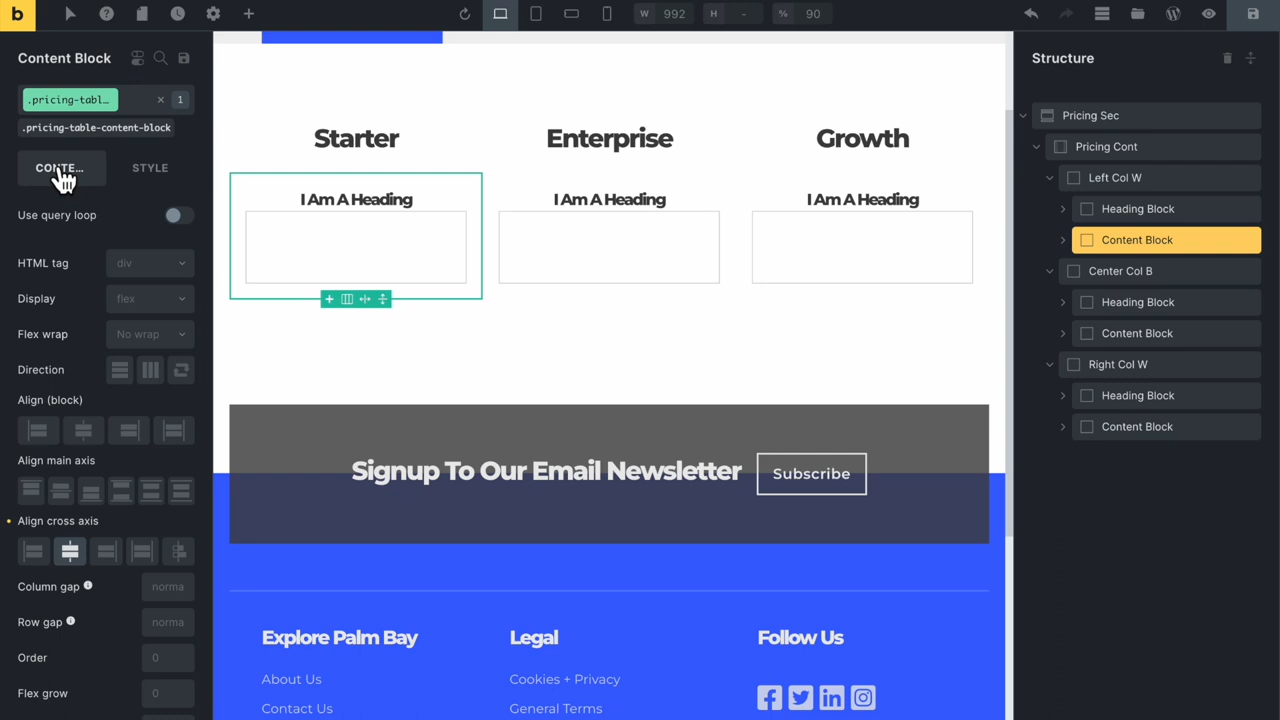 b
W 992 H - % 90
Content Block
.pricing-tabl… × 1
.pricing-table-content-block
CONTE… STYLE
Use query loop
HTML tag div
Display flex
Flex wrap No wrap
Direction
Align (block)
Align main axis
Align cross axis
Column gap norma
Row gap norma
Order 0
Flex grow 0
Starter Enterprise Growth
I Am A Heading I Am A Heading I Am A Heading
Signup To Our Email Newsletter Subscribe
Explore Palm Bay Legal Follow Us
About Us Cookies + Privacy
Contact Us General Terms
Structure
Pricing Sec
Pricing Cont
Left Col W
Heading Block
Content Block
Center Col B
Heading Block
Content Block
Right Col W
Heading Block
Content Block